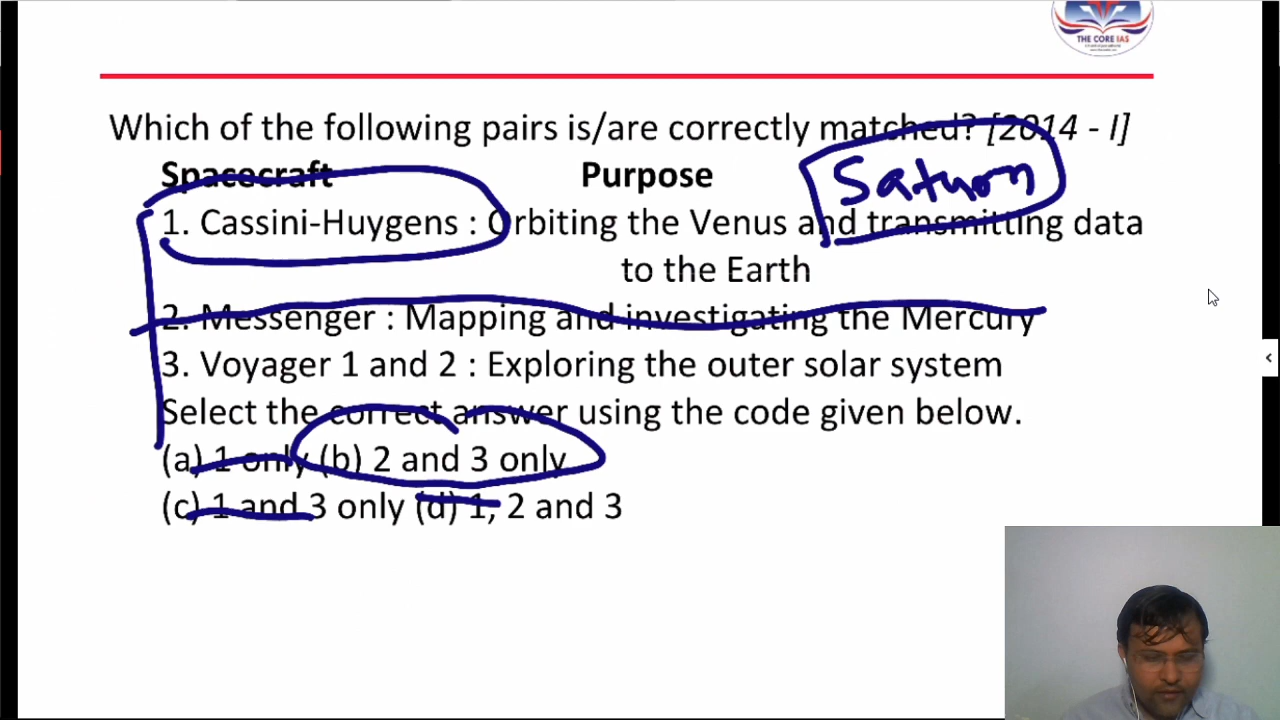 THE CORE IAS
Which of the following pairs is/are correctly matched? [2014 - I]
Spacecraft Purpose
Saturn
1. Cassini-Huygens : Orbiting the Venus and transmitting data
to the Earth
2. Messenger : Mapping and investigating the Mercury
3. Voyager 1 and 2 : Exploring the outer solar system
Select the correct answer using the code given below.
(a) 1 only (b) 2 and 3 only
(c) 1 and 3 only (d) 1, 2 and 3